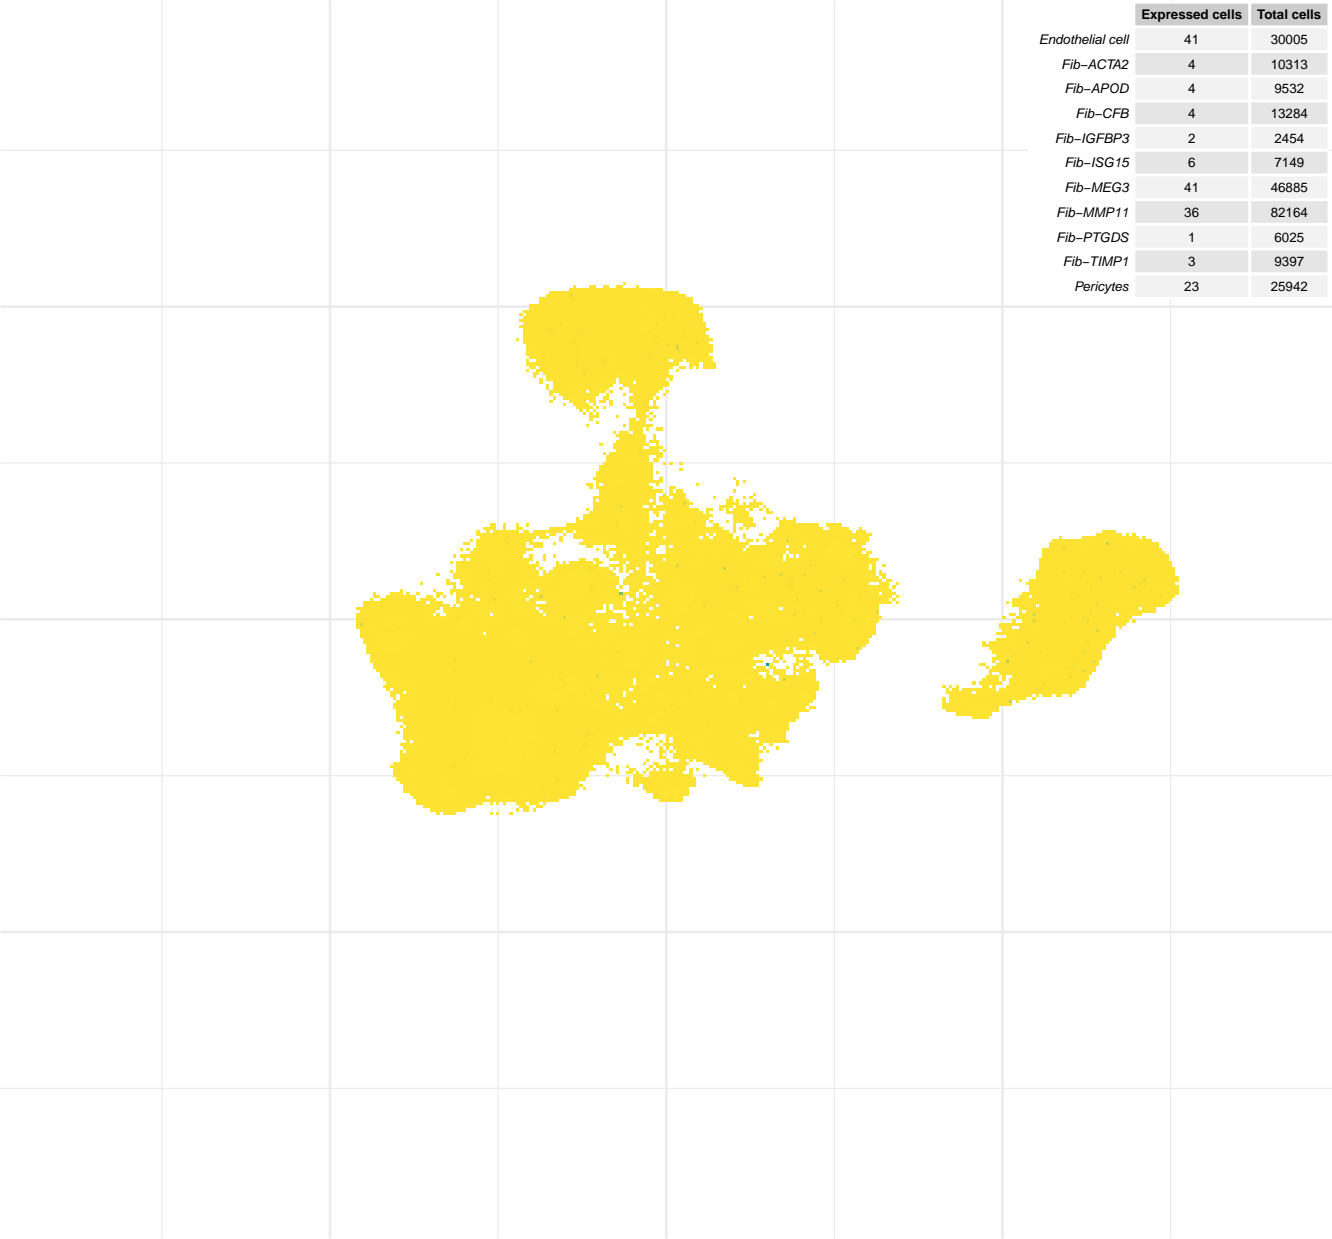 Expressed cells Total cells
Endothelial cell 41 30005
Fib−ACTA2 4 10313
Fib−APOD 4 9532
Fib−CFB 4 13284
Fib−IGFBP3 2 2454
Fib−ISG15 6 7149
Fib−MEG3 41 46885
Fib−MMP11 36 82164
Fib−PTGDS 1 6025
Fib−TIMP1 3 9397
Pericytes 23 25942